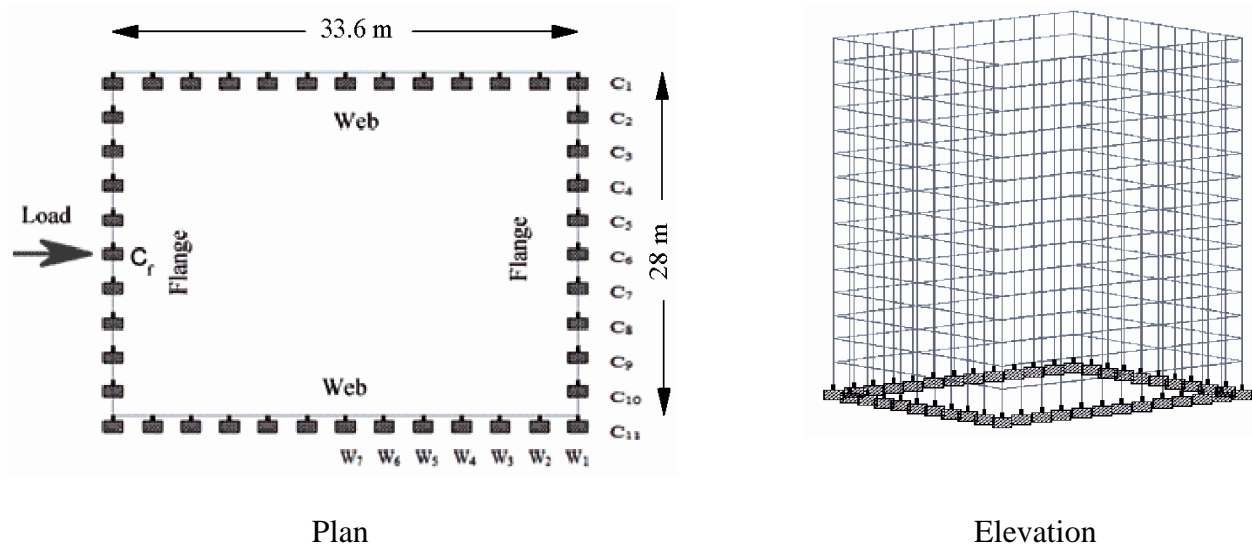 33.6 m
C1
C2
C3
C4
C5
C6
C7
C8
C9
C10
C11
Web
Load
Cf
Flange
Flange
28 m
Web
W7 W6 W5 W4 W3 W2 W1
Plan
Elevation